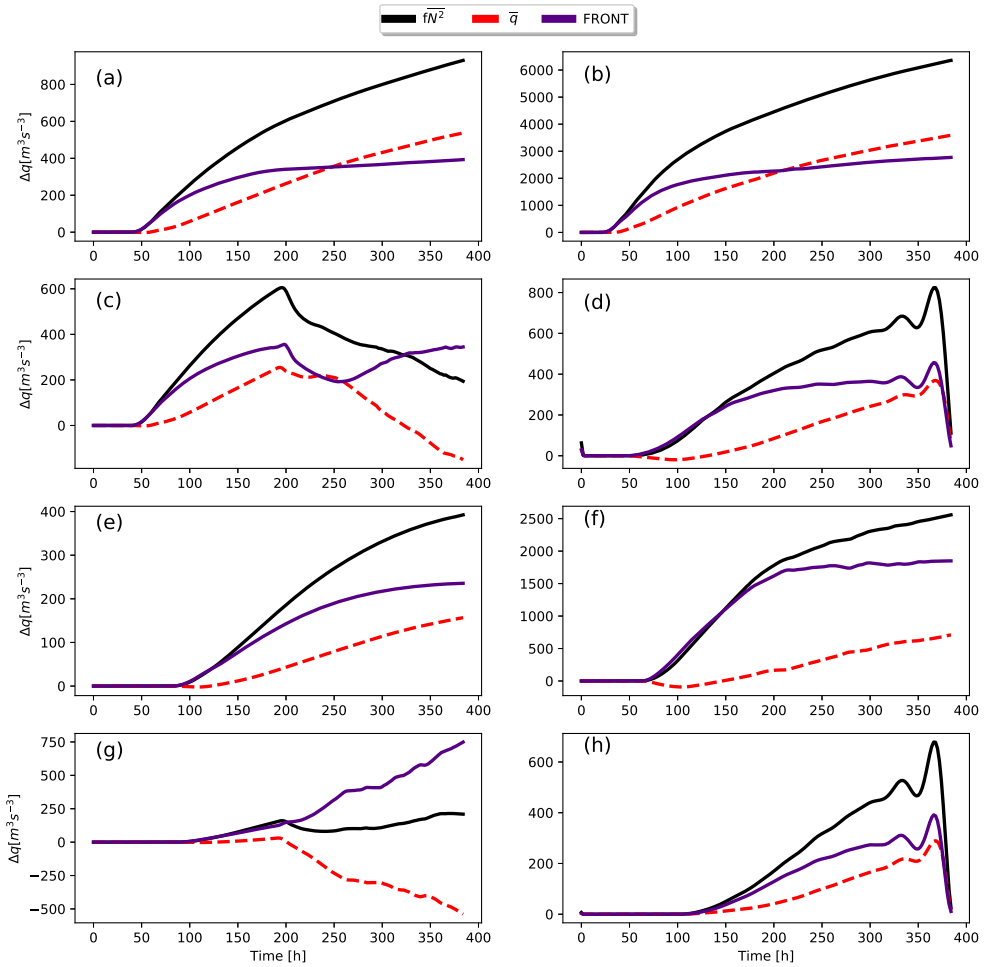 fN² q FRONT
(a) (b)
800 600 400 200 0
6000 5000 4000 3000 2000 1000 0
Δq[m³s⁻³]
0 50 100 150 200 250 300 350 400
0 50 100 150 200 250 300 350 400
(c) (d)
600 400 200 0
800 600 400 200 0
Δq[m³s⁻³]
0 50 100 150 200 250 300 350 400
0 50 100 150 200 250 300 350 400
(e) (f)
400 300 200 100 0
2500 2000 1500 1000 500 0
Δq[m³s⁻³]
0 50 100 150 200 250 300 350 400
0 50 100 150 200 250 300 350 400
(g) (h)
750 500 250 0 −250 −500
600 400 200 0
Δq[m³s⁻³]
0 50 100 150 200 250 300 350 400
0 50 100 150 200 250 300 350 400
Time [h] Time [h]